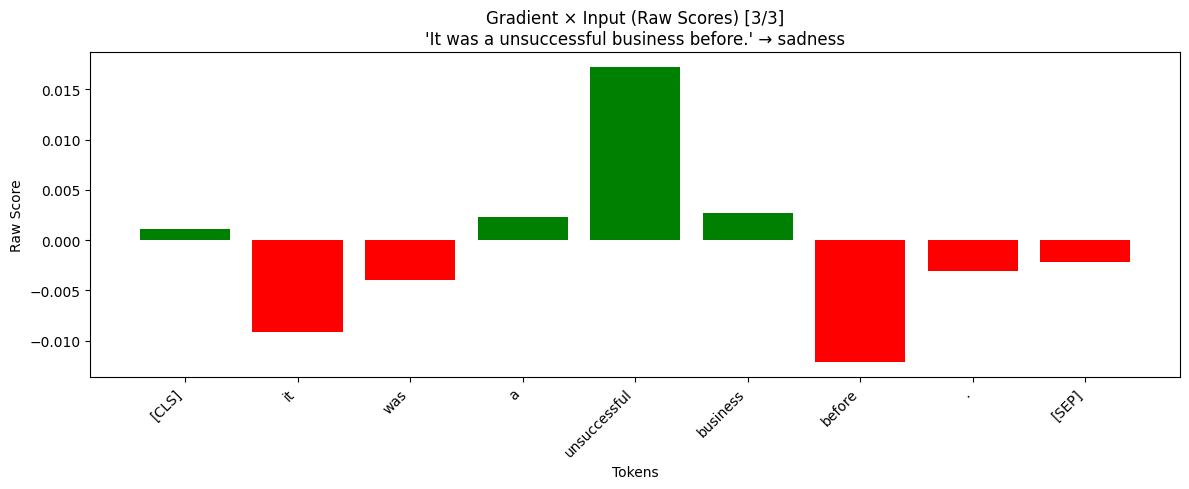 Gradient × Input (Raw Scores) [3/3]
'It was a unsuccessful business before.' → sadness
Raw Score
0.015
0.010
0.005
0.000
−0.005
−0.010
[CLS]
it
was
a
unsuccessful
business
before
.
[SEP]
Tokens